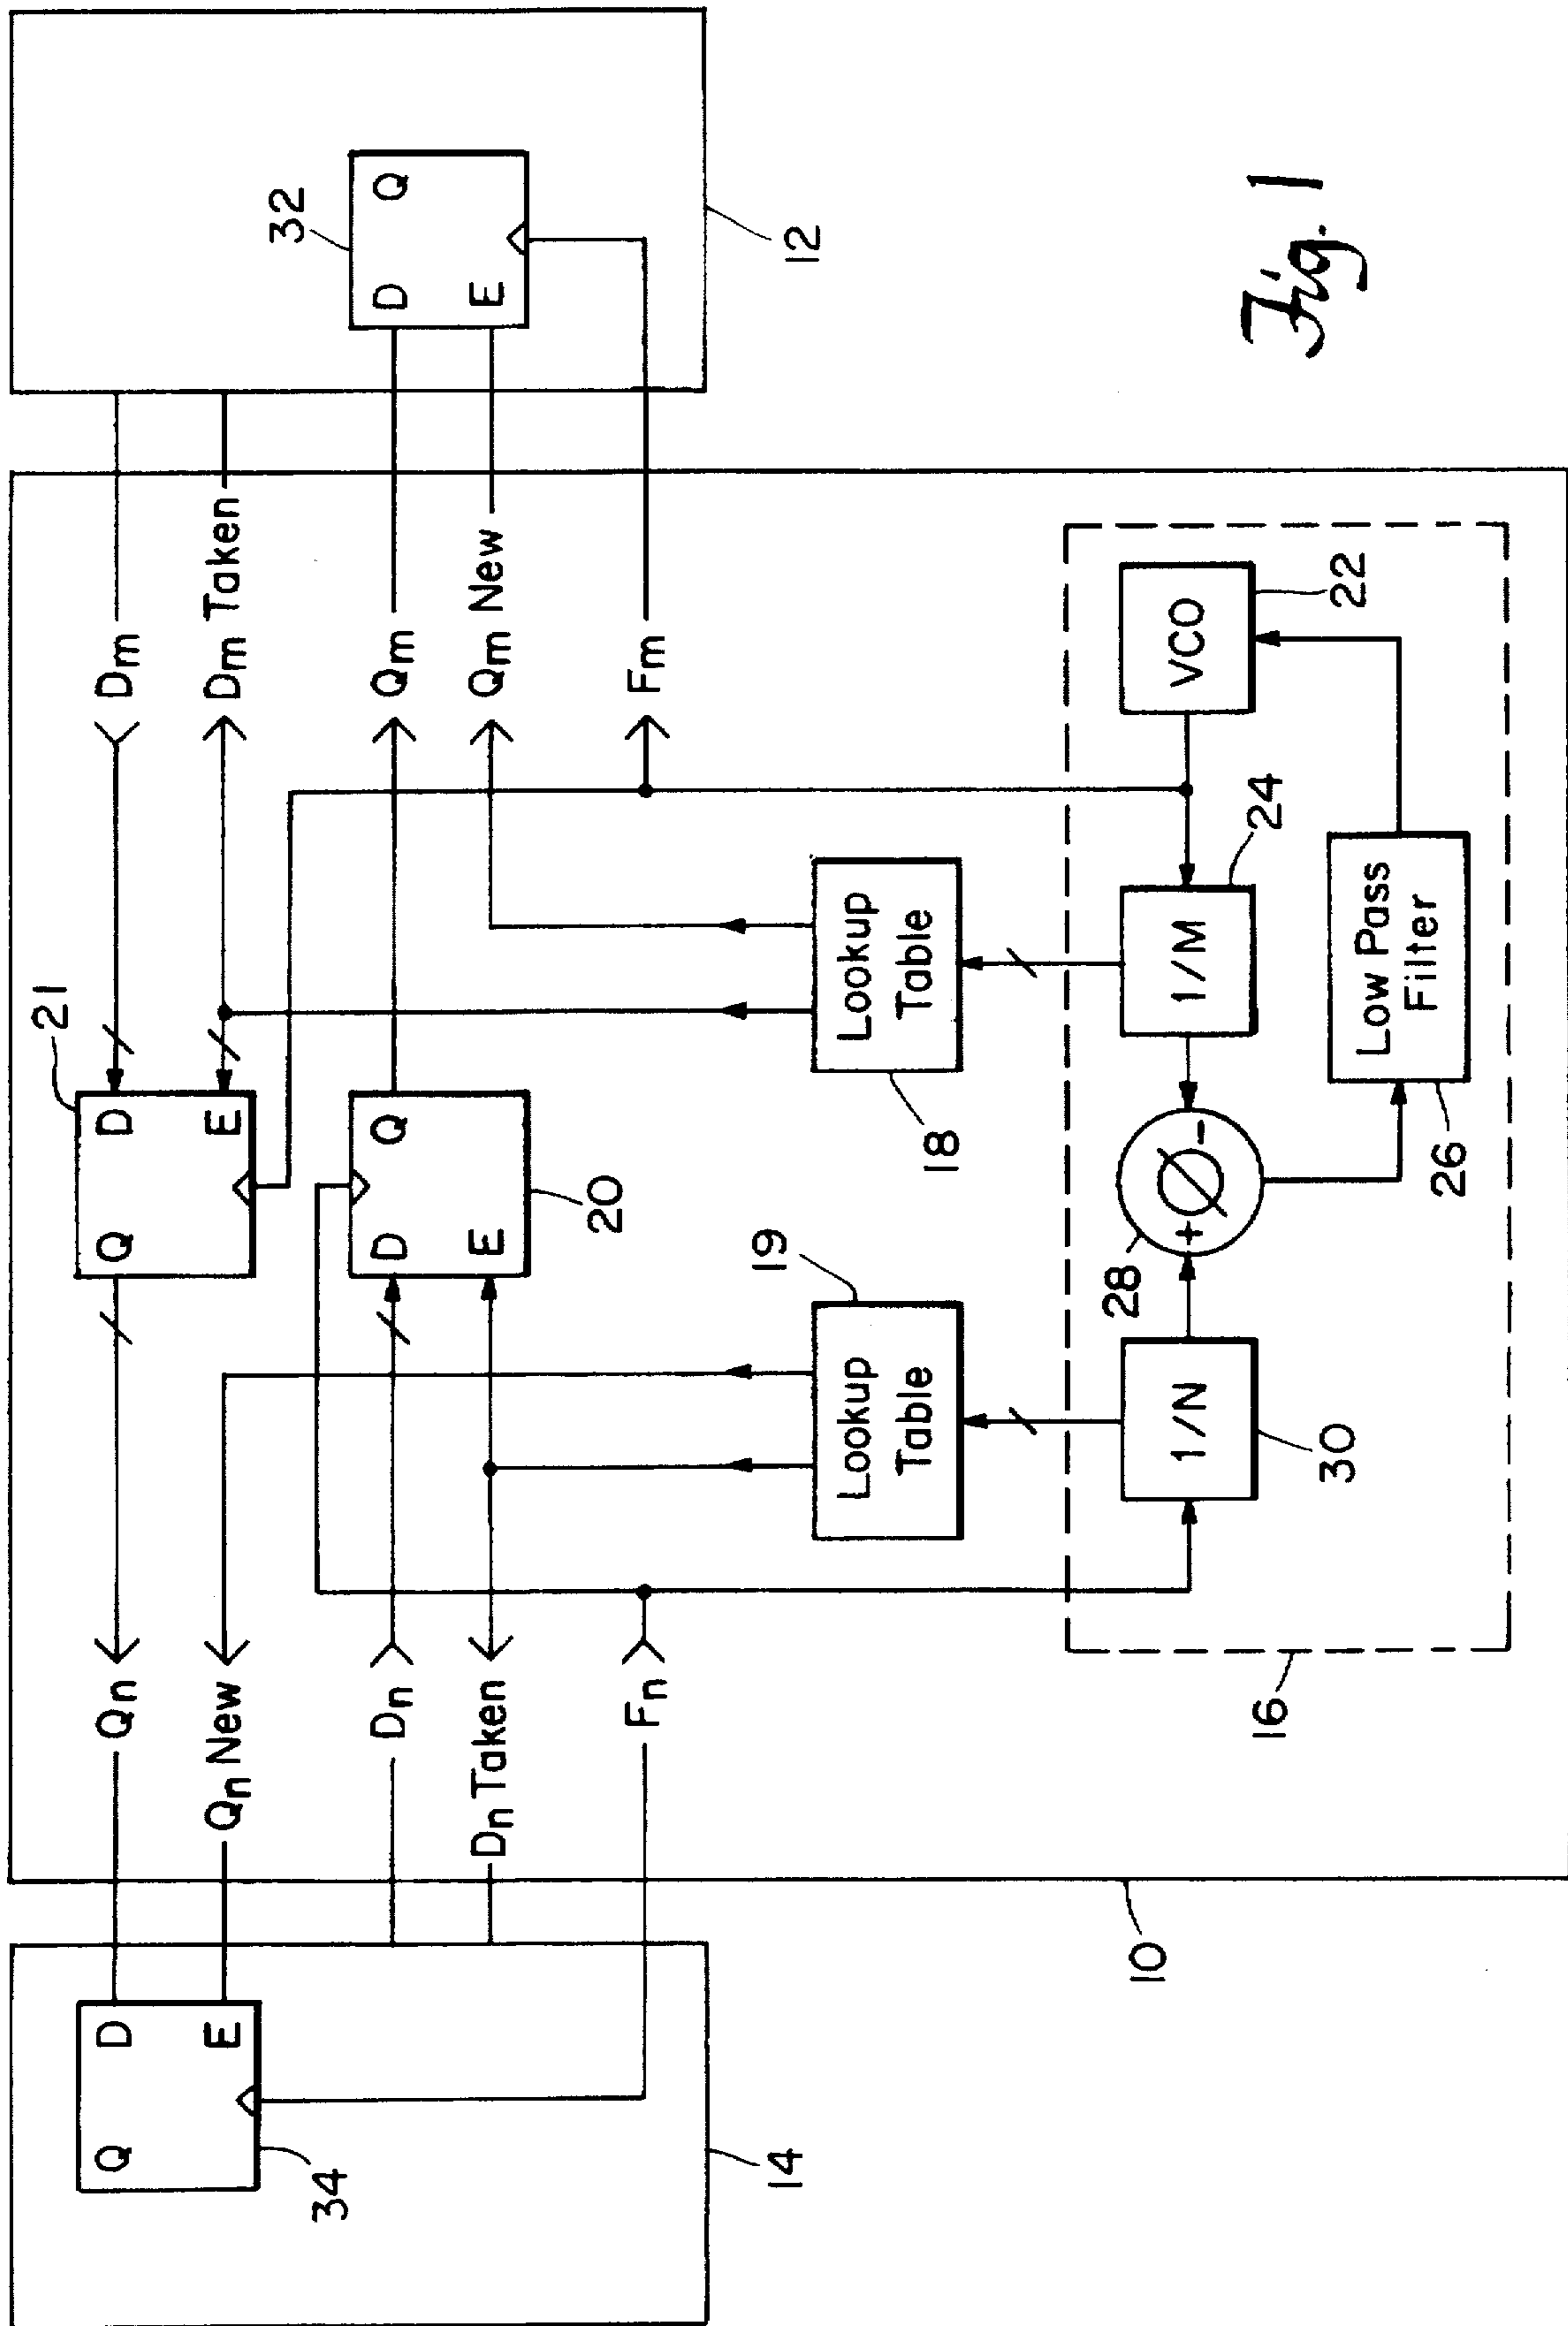 21
Q D
Qn
Q D
Dm
E
Qn New
E
Dm Taken
34
32
Dn
D Q
Qm
D Q
Dn Taken
E
Qm New
E
20
Fn
Fm
14
19
12
Lookup
Table
Lookup
Table
18
10
28
1/N
+
-
1/M
VCO
16
30
24
22
Low Pass
Filter
26
Fig. 1